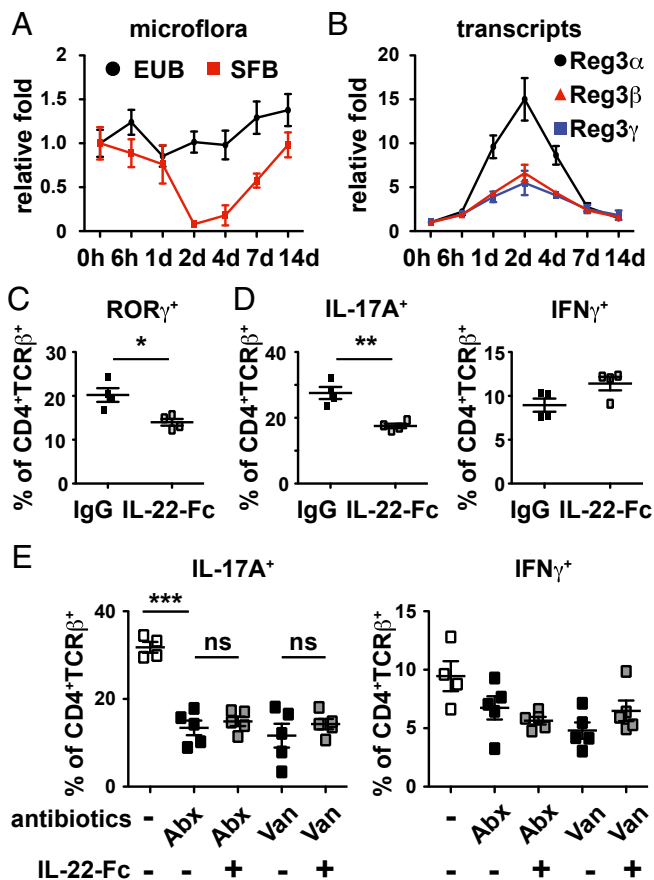 A
microflora
EUB SFB
relative fold
2
1.5
1.0
0.5
0
0h 6h 1d 2d 4d 7d 14d
B
transcripts
Reg3α
Reg3β
Reg3γ
relative fold
20
15
10
5
0
0h 6h 1d 2d 4d 7d 14d
C
RORγ+
*
% of CD4+TCRβ+
30
20
10
0
IgG IL-22-Fc
D
IL-17A+
**
% of CD4+TCRβ+
40
20
0
IgG IL-22-Fc
IFNγ+
15
10
5
0
IgG IL-22-Fc
E
IL-17A+
***
ns
ns
% of CD4+TCRβ+
40
20
0
IFNγ+
% of CD4+TCRβ+
15
10
5
0
antibiotics - Abx Abx Van Van - Abx Abx Van Van
IL-22-Fc - - + - + - - + - +